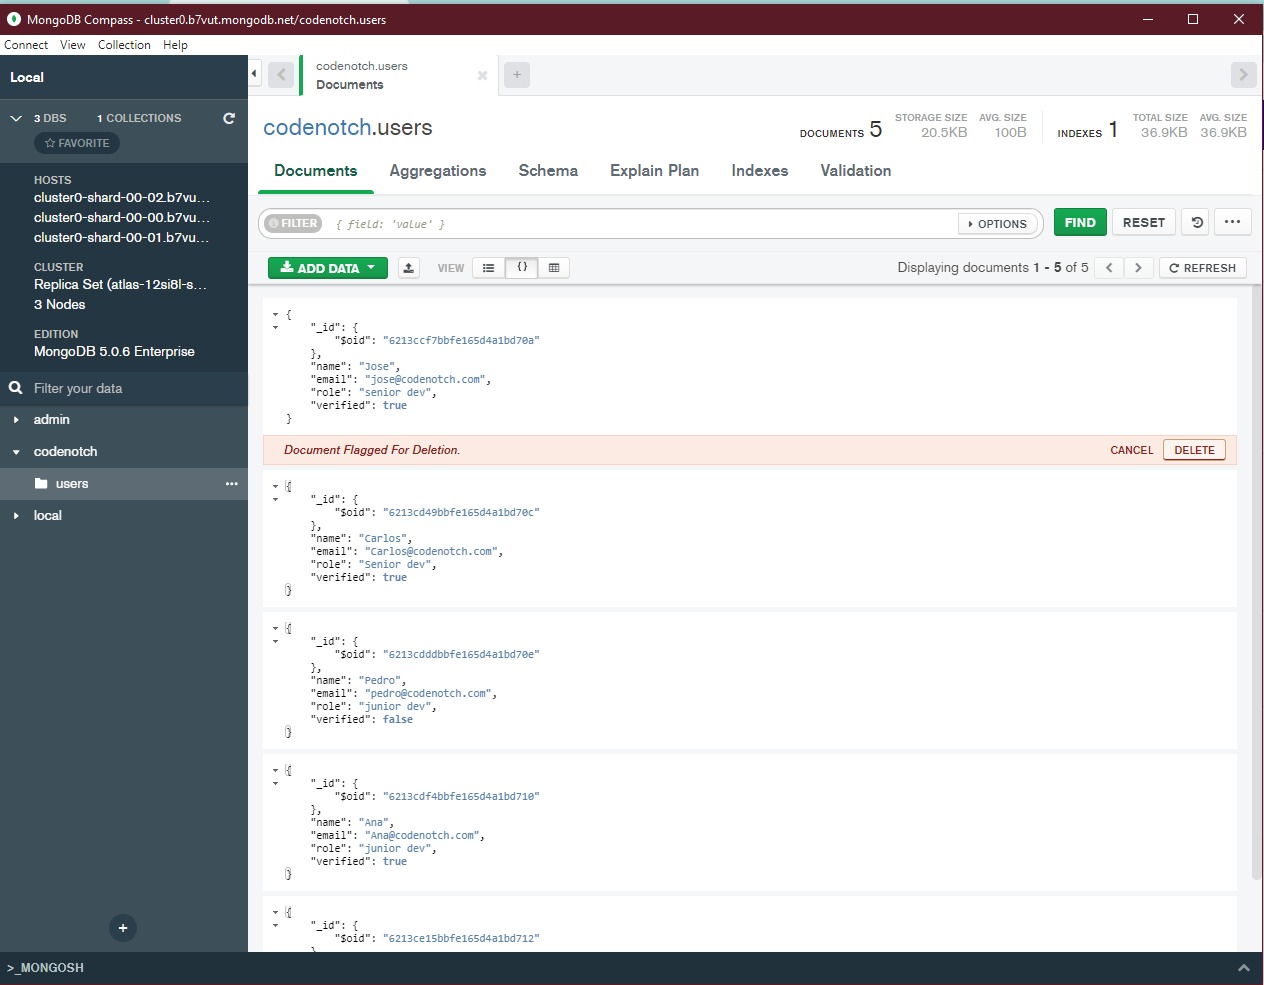 MongoDB Compass - cluster0.b7vut.mongodb.net/codenotch.users
Connect View Collection Help
Local
3 DBS 1 COLLECTIONS
FAVORITE
HOSTS
cluster0-shard-00-02.b7vu...
cluster0-shard-00-00.b7vu...
cluster0-shard-00-01.b7vu...
CLUSTER
Replica Set (atlas-12si8l-s...
3 Nodes
EDITION
MongoDB 5.0.6 Enterprise
Filter your data
admin
codenotch
users
local
codenotch.users
Documents
codenotch.users
DOCUMENTS 5
STORAGE SIZE
20.5KB
AVG. SIZE
100B
INDEXES 1
TOTAL SIZE
36.9KB
AVG. SIZE
36.9KB
Documents Aggregations Schema Explain Plan Indexes Validation
FILTER { field: 'value' } OPTIONS FIND RESET
ADD DATA VIEW {} Displaying documents 1 - 5 of 5 REFRESH
{
"_id": {
"$oid": "6213ccf7bbfe165d4a1bd70a"
},
"name": "Jose",
"email": "jose@codenotch.com",
"role": "senior dev",
"verified": true
}
Document Flagged For Deletion. CANCEL DELETE
{
"_id": {
"$oid": "6213cd49bbfe165d4a1bd70c"
},
"name": "Carlos",
"email": "Carlos@codenotch.com",
"role": "Senior dev",
"verified": true
}
{
"_id": {
"$oid": "6213cdddbbfe165d4a1bd70e"
},
"name": "Pedro",
"email": "pedro@codenotch.com",
"role": "junior dev",
"verified": false
}
{
"_id": {
"$oid": "6213cdf4bbfe165d4a1bd710"
},
"name": "Ana",
"email": "Ana@codenotch.com",
"role": "junior dev",
"verified": true
}
{
"_id": {
"$oid": "6213ce15bbfe165d4a1bd712"
>_MONGOSH